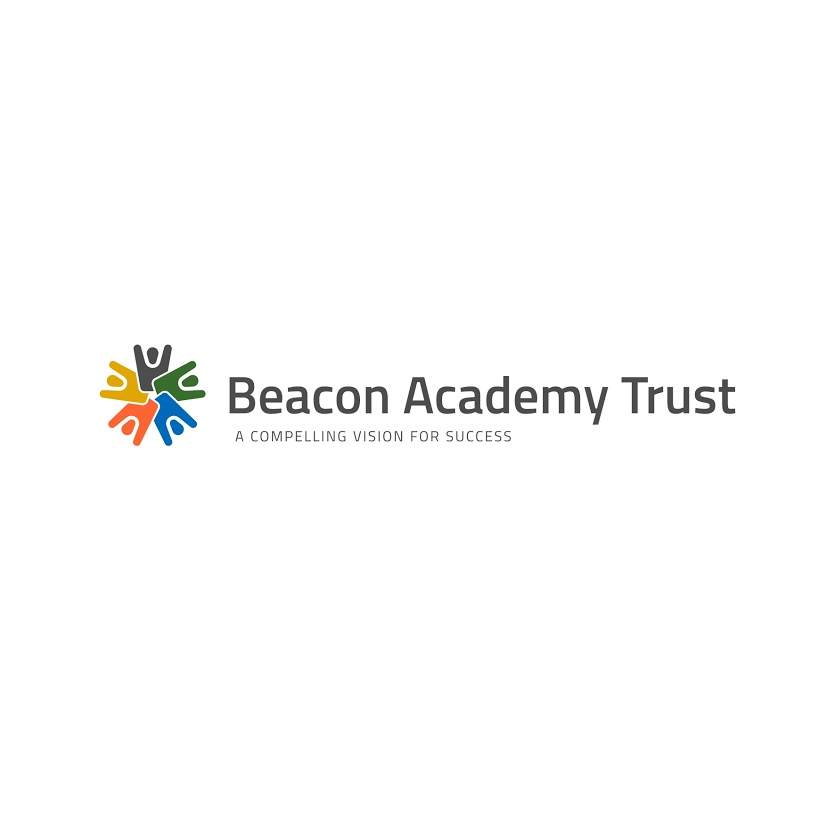 Beacon Academy Trust
A COMPELLING VISION FOR SUCCESS